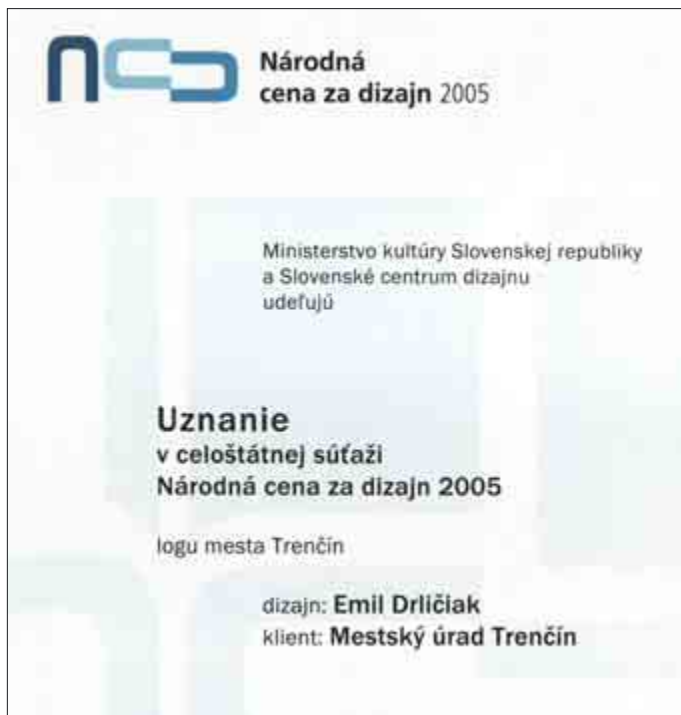 ncd
Národná
cena za dizajn 2005
Ministerstvo kultúry Slovenskej republiky
a Slovenské centrum dizajnu
udeľujú
Uznanie
v celoštátnej súťaži
Národná cena za dizajn 2005
logu mesta Trenčín
dizajn: Emil Drličiak
klient: Mestský úrad Trenčín